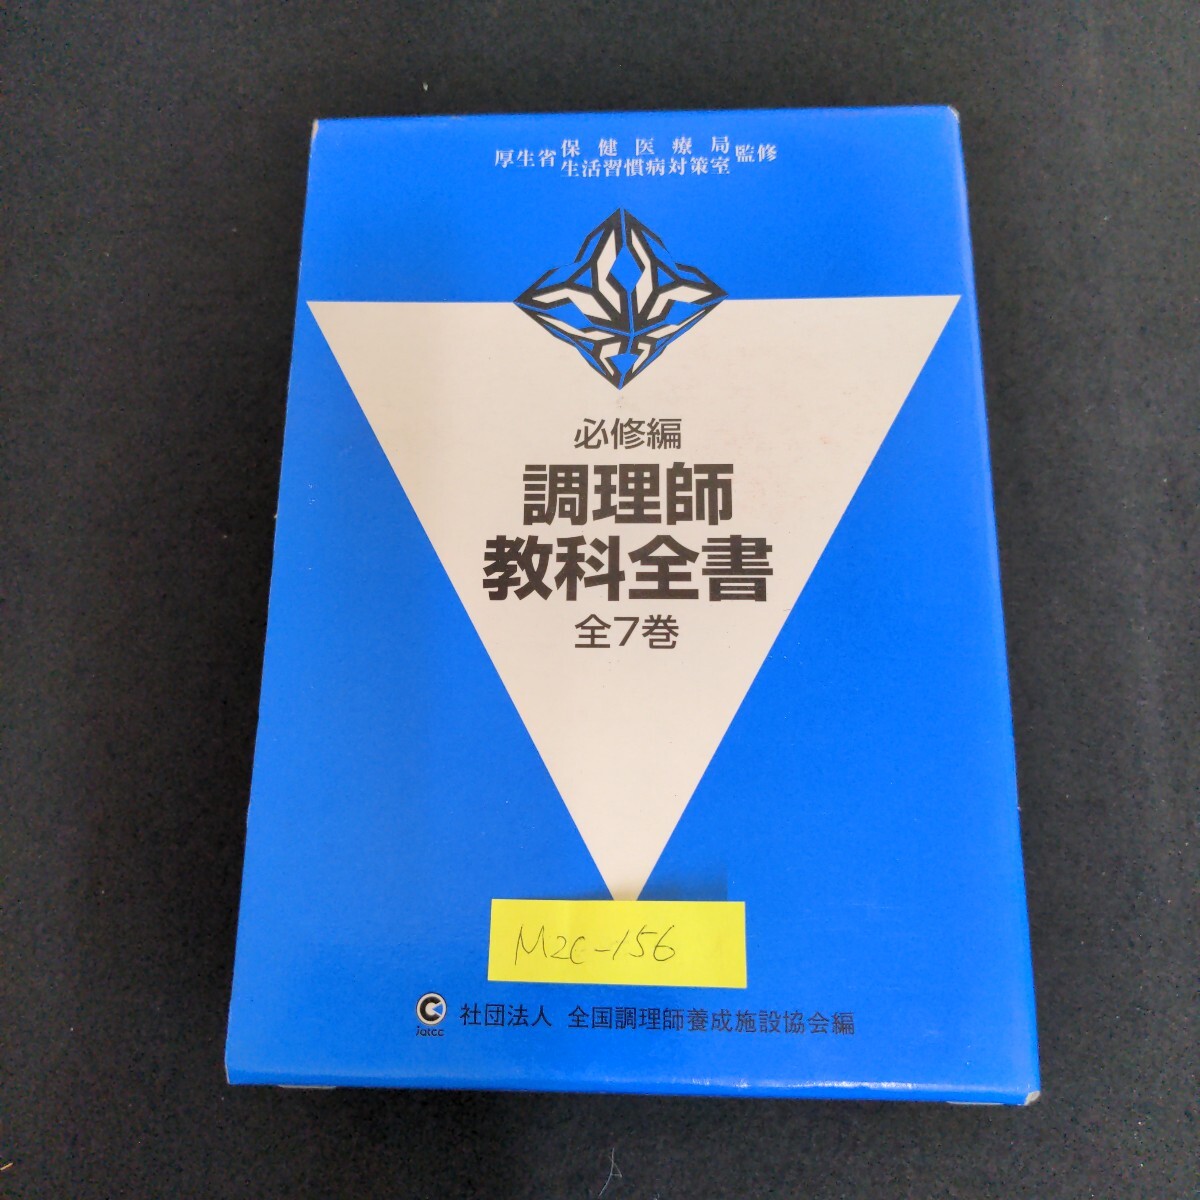 厚生省 保健医療局 監修
生活習慣病対策室
必修編
調理師
教科全書
全7巻
M2C-156
jatcc 社団法人 全国調理師養成施設協会編